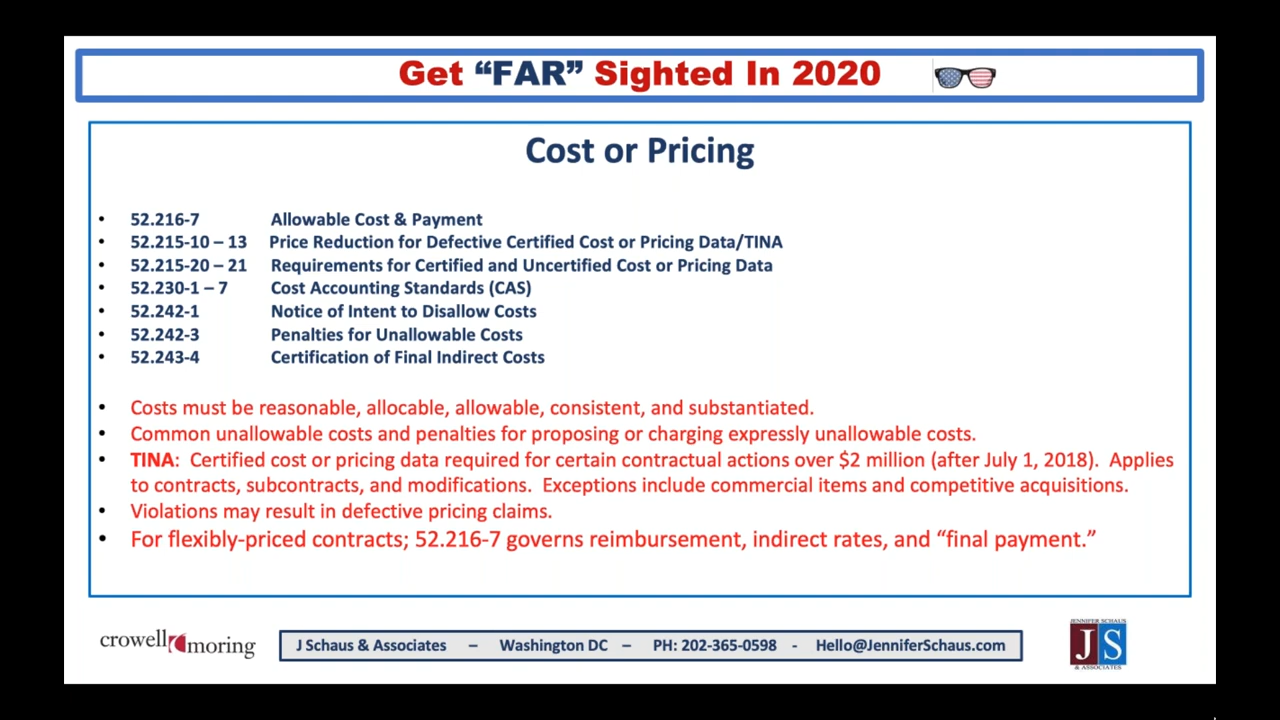 Get “FAR” Sighted In 2020
Cost or Pricing
• 52.216-7 Allowable Cost & Payment
• 52.215-10 – 13 Price Reduction for Defective Certified Cost or Pricing Data/TINA
• 52.215-20 – 21 Requirements for Certified and Uncertified Cost or Pricing Data
• 52.230-1 – 7 Cost Accounting Standards (CAS)
• 52.242-1 Notice of Intent to Disallow Costs
• 52.242-3 Penalties for Unallowable Costs
• 52.243-4 Certification of Final Indirect Costs
• Costs must be reasonable, allocable, allowable, consistent, and substantiated.
• Common unallowable costs and penalties for proposing or charging expressly unallowable costs.
• TINA: Certified cost or pricing data required for certain contractual actions over $2 million (after July 1, 2018). Applies
to contracts, subcontracts, and modifications. Exceptions include commercial items and competitive acquisitions.
• Violations may result in defective pricing claims.
• For flexibly-priced contracts; 52.216-7 governs reimbursement, indirect rates, and “final payment.”
crowell moring
J Schaus & Associates – Washington DC – PH: 202-365-0598 - Hello@JenniferSchaus.com
JENNIFER SCHAUS
JS
& ASSOCIATES